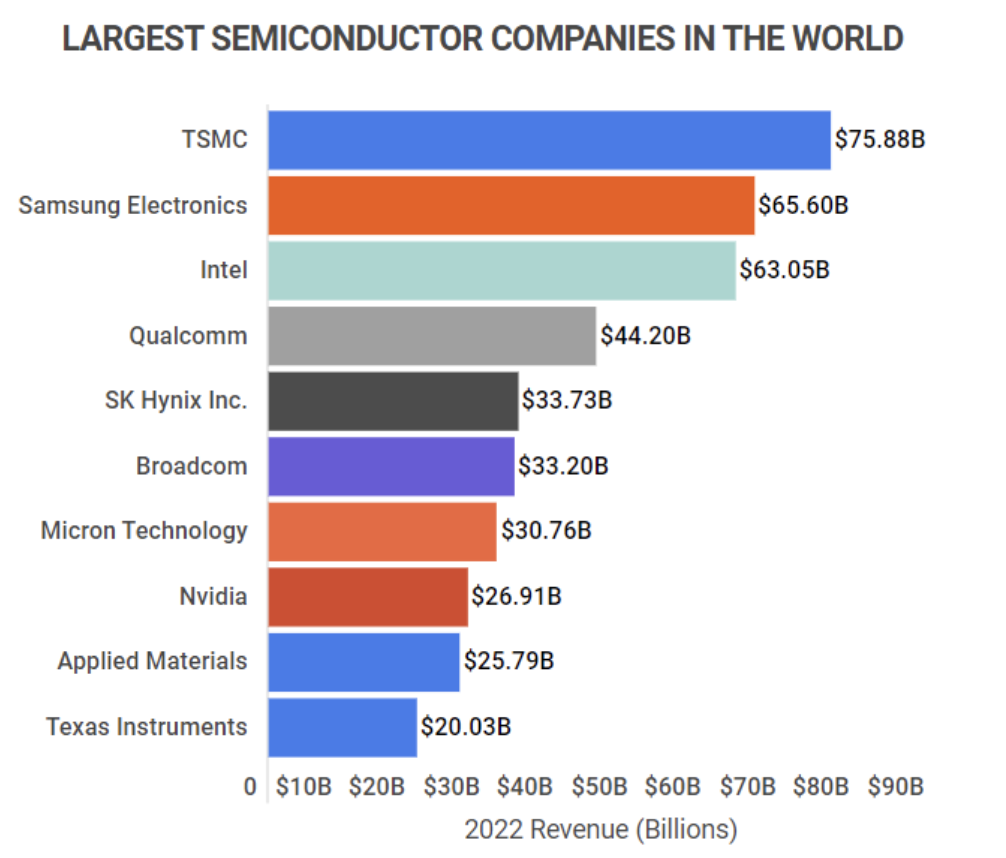 LARGEST SEMICONDUCTOR COMPANIES IN THE WORLD
TSMC $75.88B
Samsung Electronics $65.60B
Intel $63.05B
Qualcomm $44.20B
SK Hynix Inc. $33.73B
Broadcom $33.20B
Micron Technology $30.76B
Nvidia $26.91B
Applied Materials $25.79B
Texas Instruments $20.03B
0 $10B $20B $30B $40B $50B $60B $70B $80B $90B
2022 Revenue (Billions)